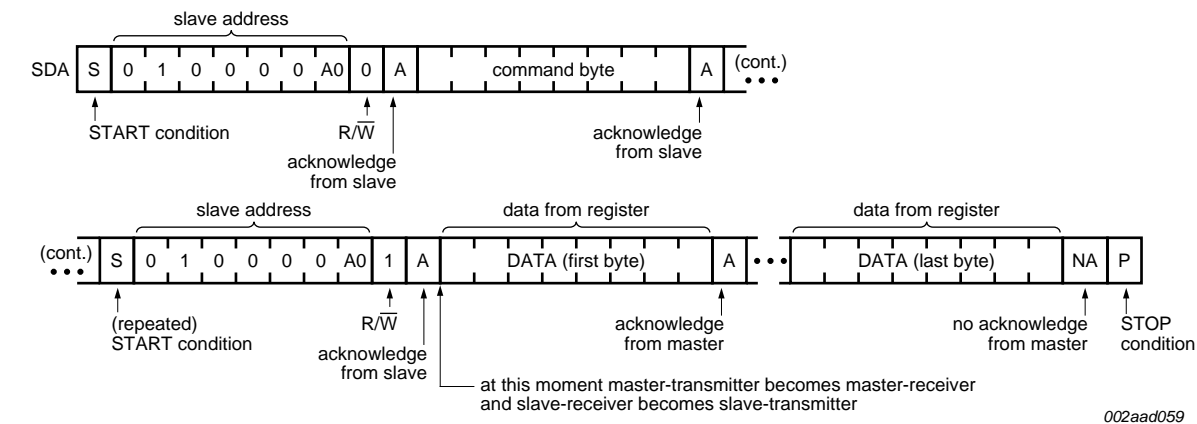 slave address
SDA S 0 1 0 0 0 0 A0 0 A command byte A (cont.)
START condition R/W̅ acknowledge from slave acknowledge from slave
slave address data from register data from register
(cont.) S 0 1 0 0 0 0 A0 1 A DATA (first byte) A DATA (last byte) NA P
(repeated)
START condition
R/W̅
acknowledge
from slave
acknowledge
from master
no acknowledge
from master
STOP
condition
at this moment master-transmitter becomes master-receiver
and slave-receiver becomes slave-transmitter
002aad059